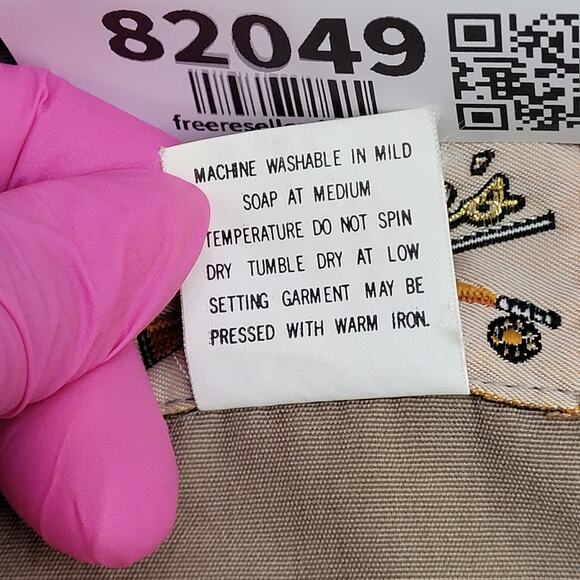 82049
MACHINE WASHABLE IN MILD
SOAP AT MEDIUM
TEMPERATURE DO NOT SPIN
DRY TUMBLE DRY AT LOW
SETTING GARMENT MAY BE
PRESSED WITH WARM IRON.